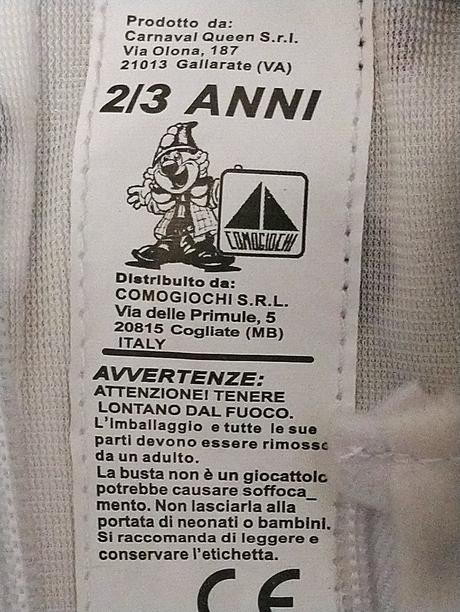 Prodotto da:
Carnaval Queen S.r.l.
Via Olona, 187
21013 Gallarate (VA)
2/3 ANNI
COMOGIOCHI
Distribuito da:
COMOGIOCHI S.R.L.
Via delle Primule, 5
20815 Cogliate (MB)
ITALY
AVVERTENZE:
ATTENZIONE! TENERE
LONTANO DAL FUOCO.
L'Imballaggio e tutte le sue
parti devono essere rimosse
da un adulto.
La busta non è un giocattolo
potrebbe causare soffoca_
mento. Non lasciarla alla
portata di neonati o bambini.
Si raccomanda di leggere e
conservare l'etichetta.
CE